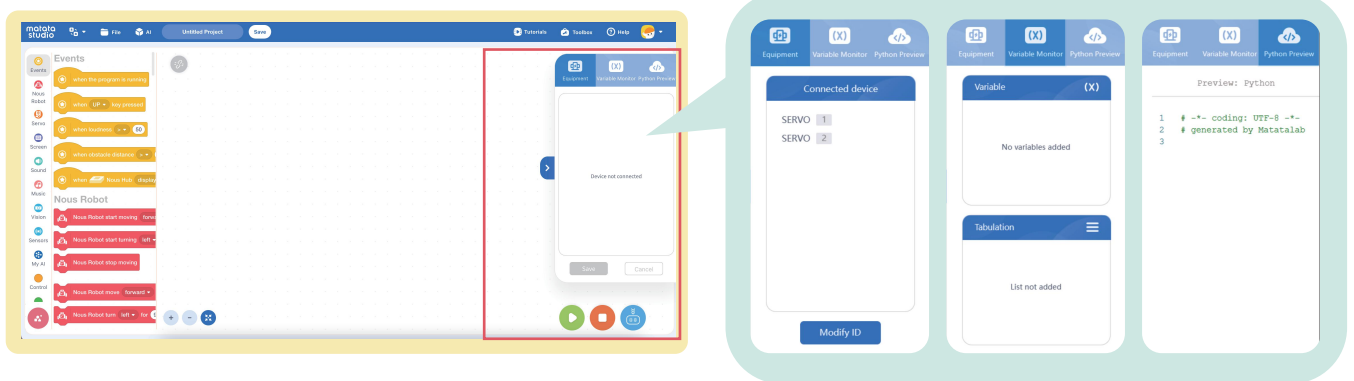 matata studio
File
AI
Untitled Project
Save
Tutorials
Toolbox
Help
Events
Nous Robot
Servo
Screen
Sound
Music
Vision
Sensors
My AI
Control
Events
when the program is running
when UP key pressed
when loudness > 50
when obstacle distance
when Nous Hub display
Nous Robot
Nous Robot start moving
Nous Robot start turning left
Nous Robot stop moving
Nous Robot move forward
Nous Robot turn left for
Equipment
Variable Monitor
Python Preview
Device not connected
Save
Cancel
Equipment
Variable Monitor
Python Preview
Connected device
SERVO 1
SERVO 2
Modify ID
Equipment
Variable Monitor
Python Preview
Variable (X)
No variables added
Tabulation
List not added
Equipment
Variable Monitor
Python Preview
Preview: Python
1 # -*- coding: UTF-8 -*-
2 # generated by Matatalab
3